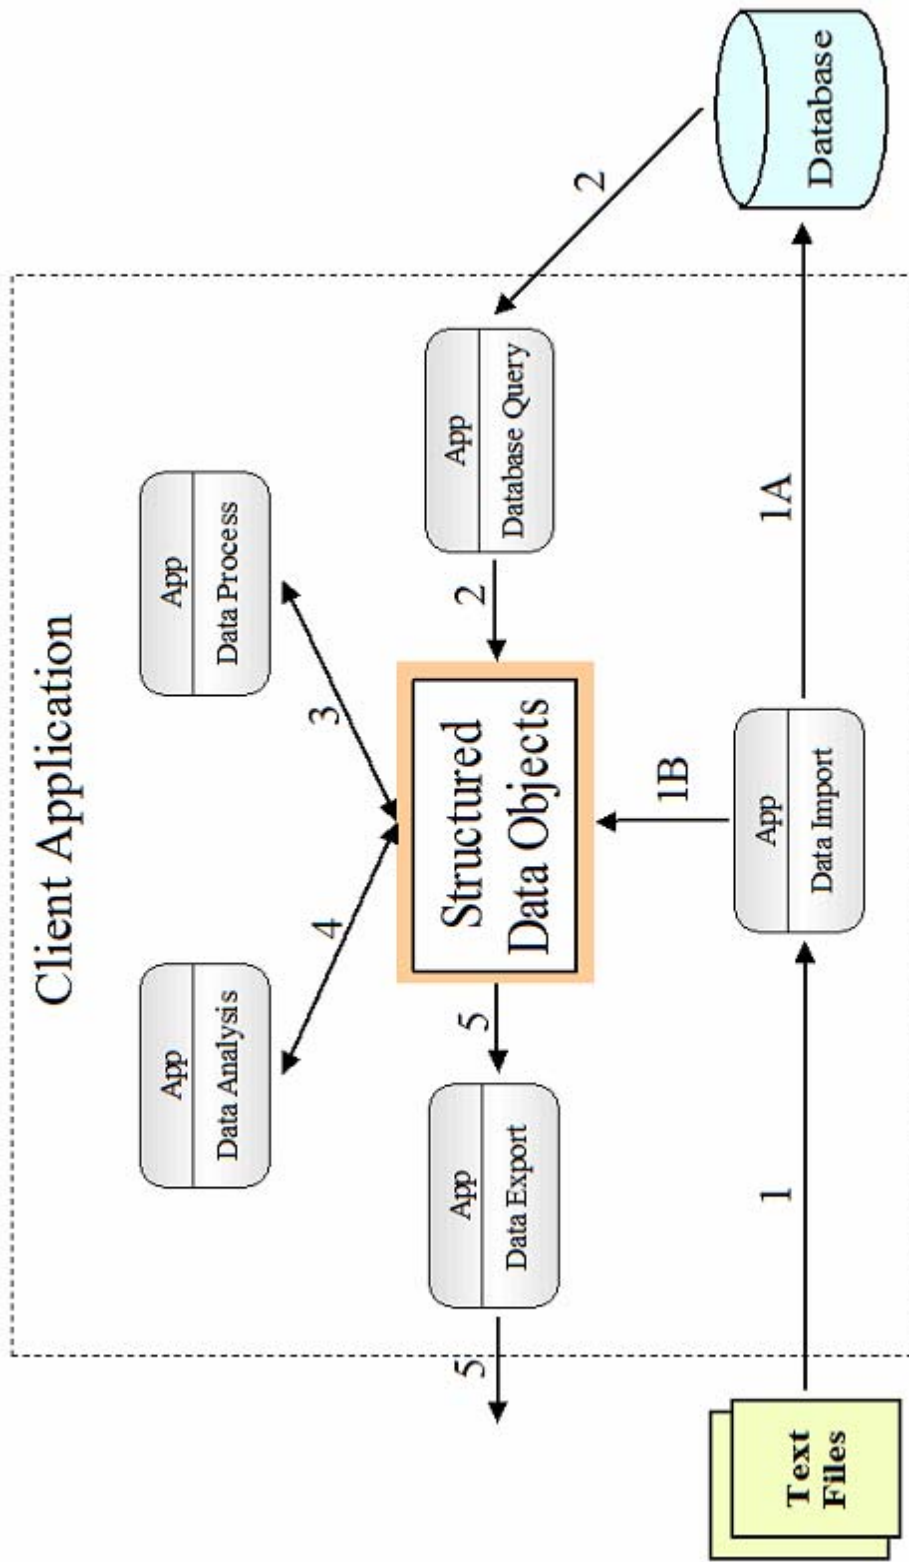 Client Application
App
Data Analysis
App
Data Process
4
3
5
App
Data Export
5
Structured
Data Objects
2
App
Database Query
2
1B
Text
Files
1
App
Data Import
1A
Database